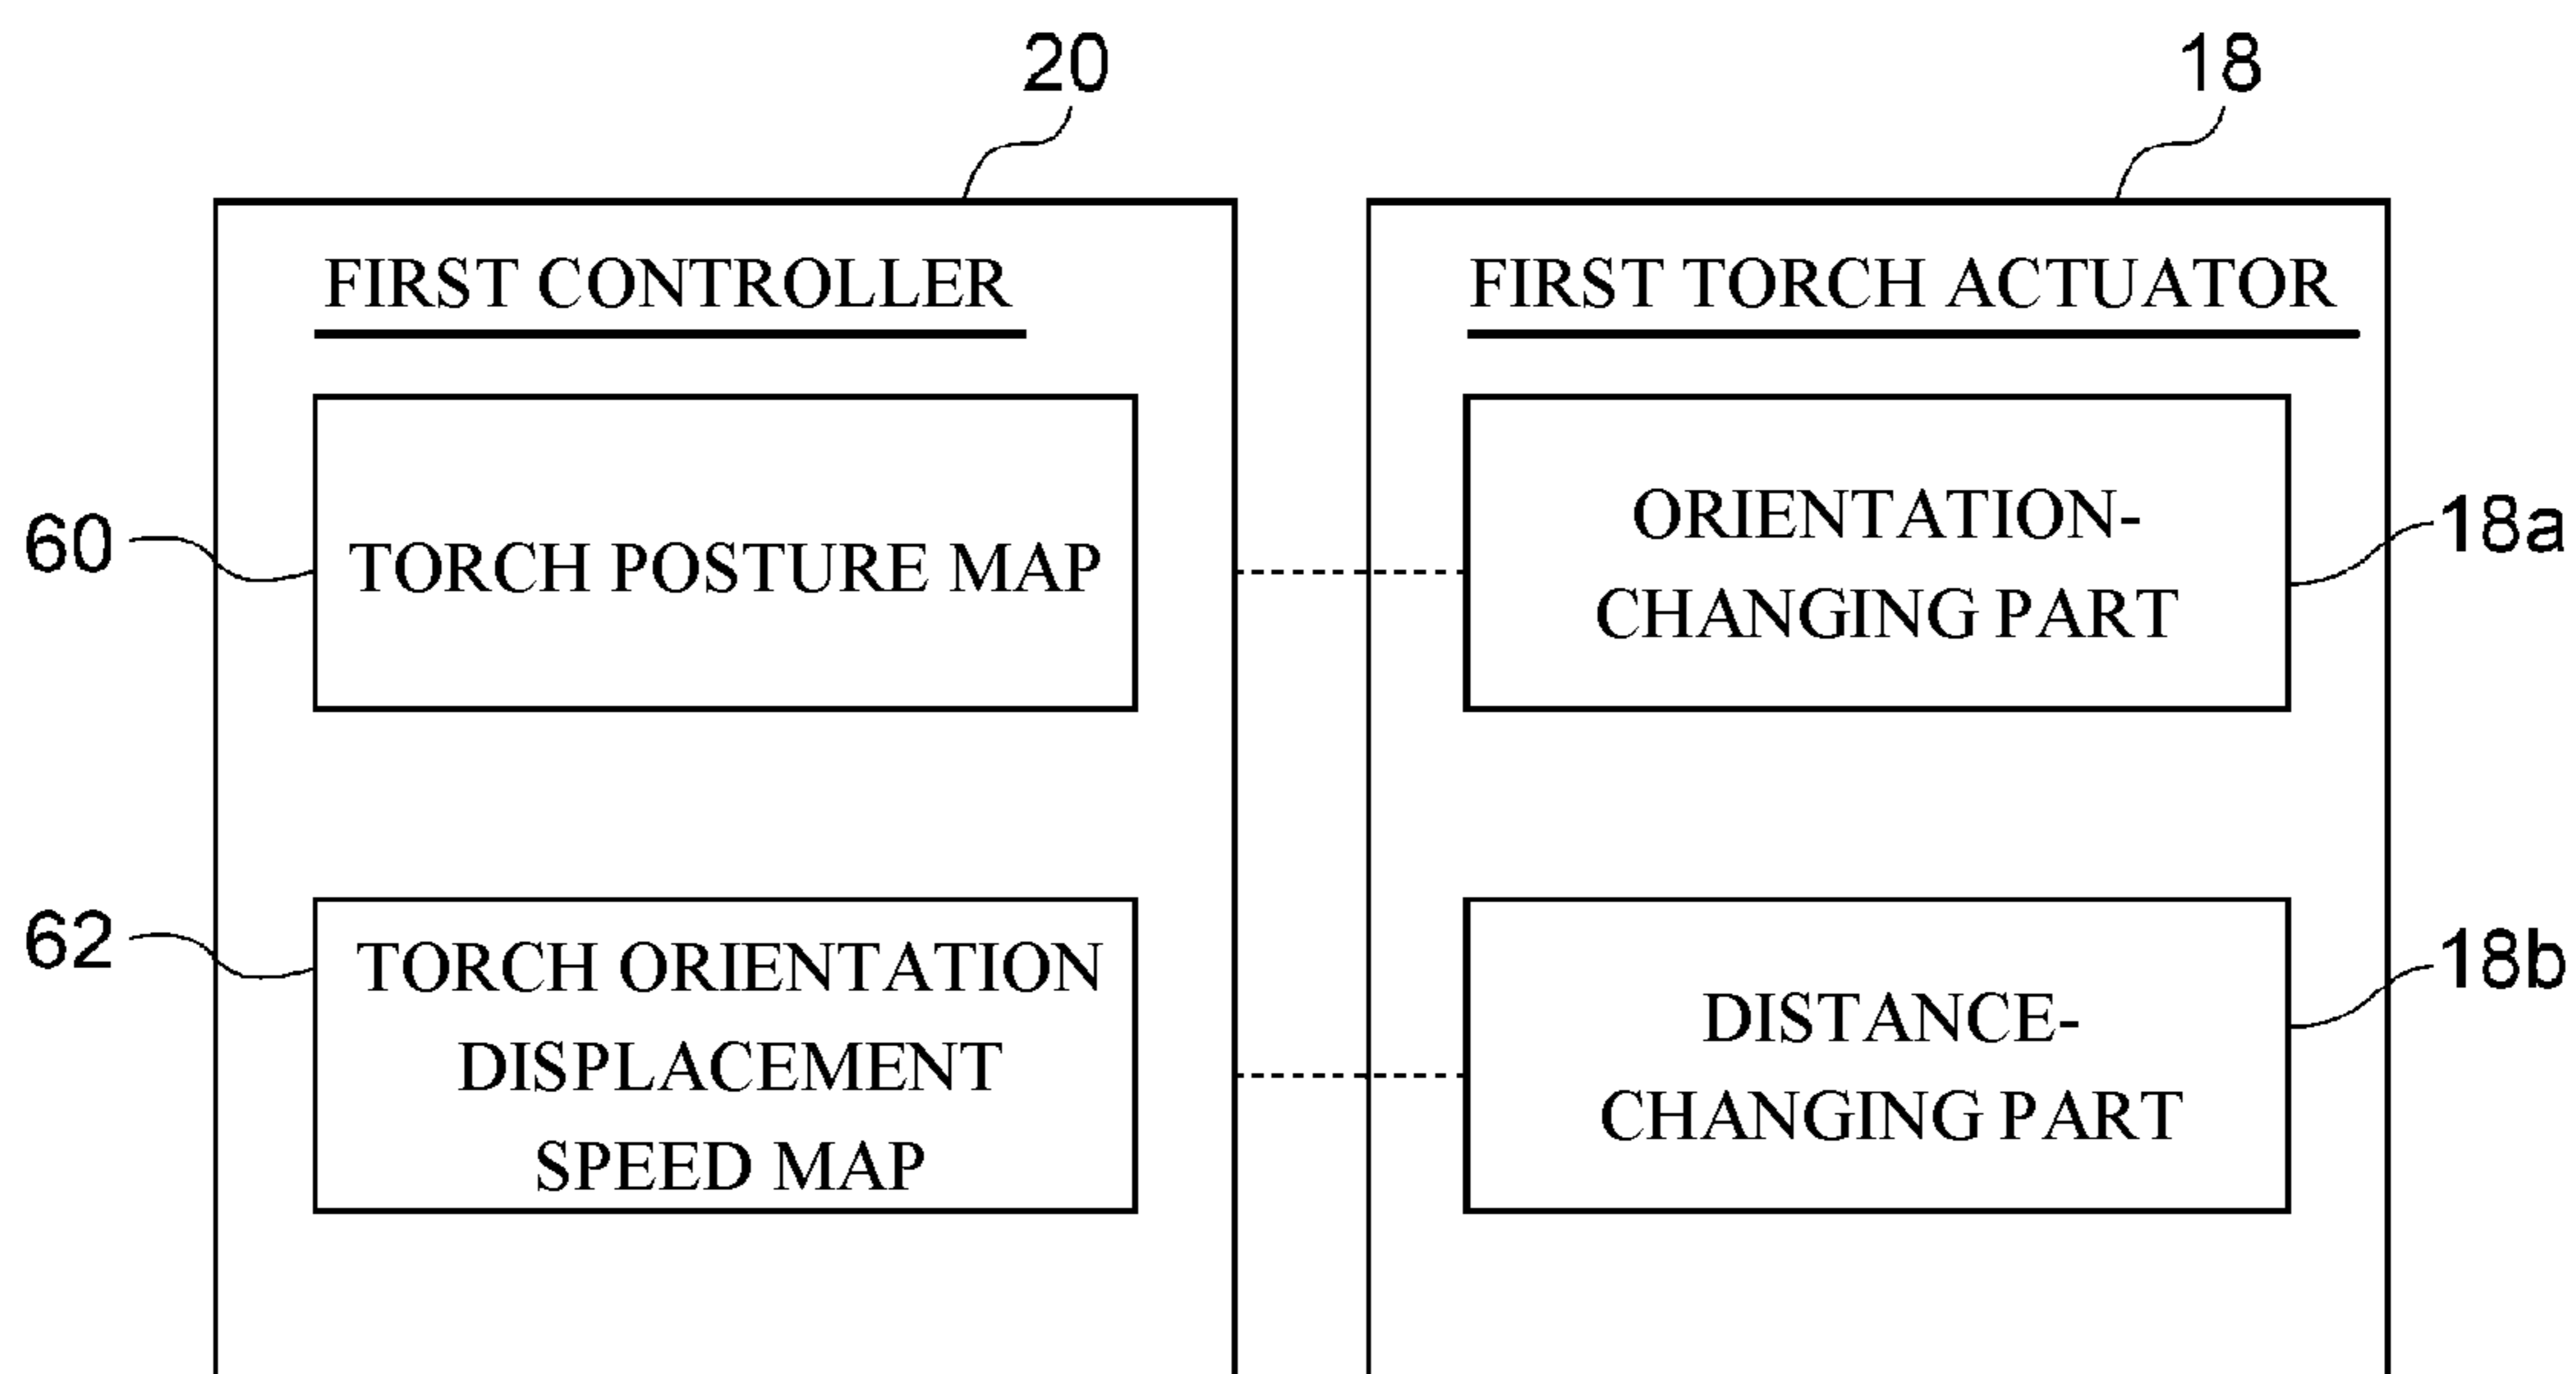 20
18
FIRST CONTROLLER
FIRST TORCH ACTUATOR
60
TORCH POSTURE MAP
ORIENTATION-
CHANGING PART
18a
62
TORCH ORIENTATION
DISPLACEMENT
SPEED MAP
DISTANCE-
CHANGING PART
18b